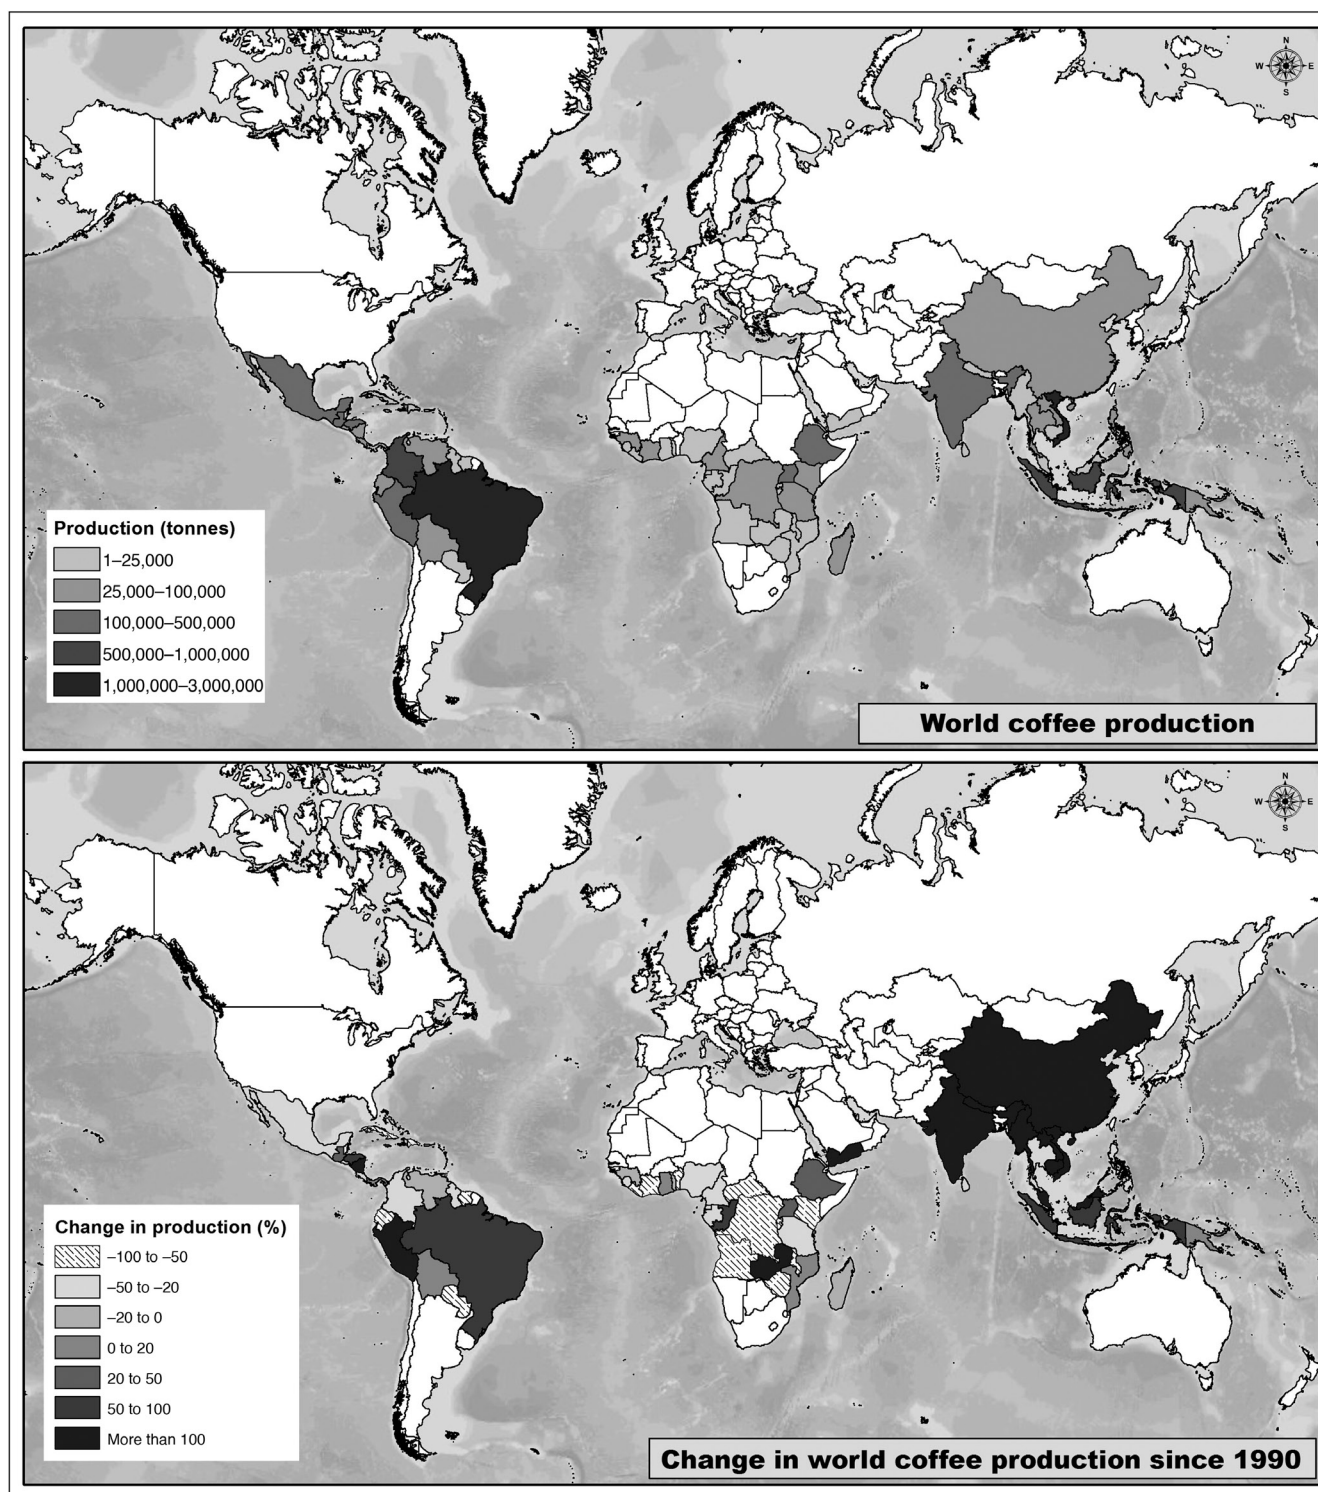 N
W E
S
Production (tonnes)
1–25,000
25,000–100,000
100,000–500,000
500,000–1,000,000
1,000,000–3,000,000
World coffee production
N
W E
S
Change in production (%)
–100 to –50
–50 to –20
–20 to 0
0 to 20
20 to 50
50 to 100
More than 100
Change in world coffee production since 1990